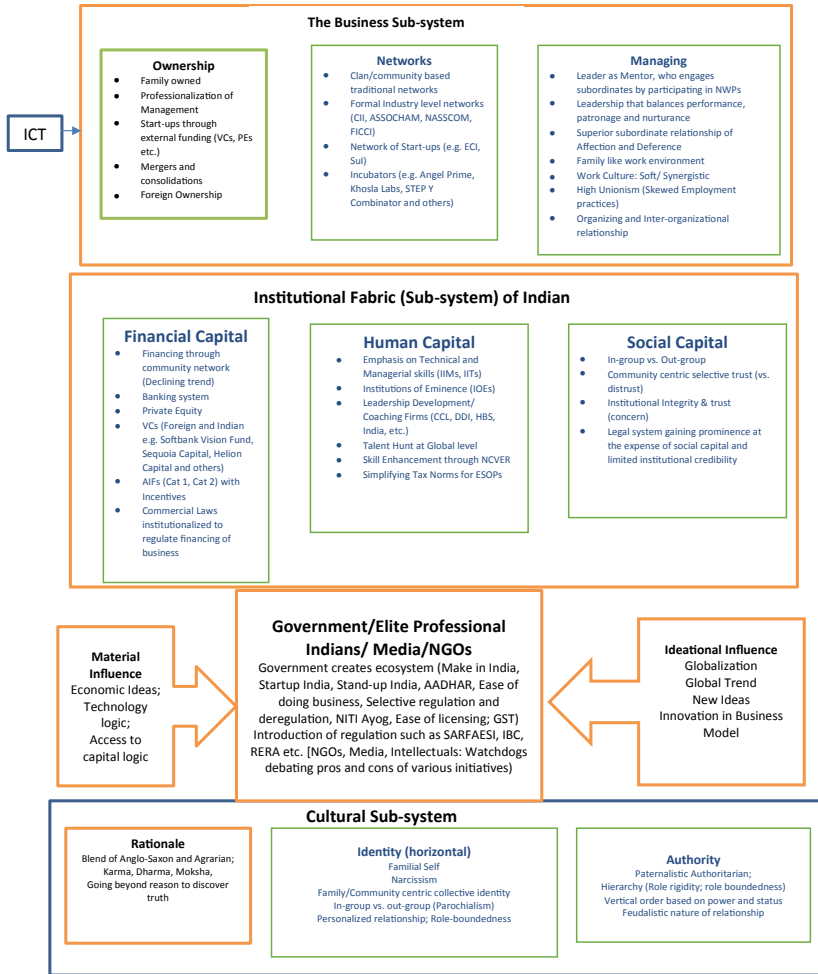 The Business Sub-system
ICT
Ownership
• Family owned
• Professionalization of
Management
• Start-ups through
external funding (VCs, PEs
etc.)
• Mergers and
consolidations
• Foreign Ownership
Networks
• Clan/community based
traditional networks
• Formal Industry level networks
(CII, ASSOCHAM, NASSCOM,
FICCI)
• Network of Start-ups (e.g. ECI,
SuI)
• Incubators (e.g. Angel Prime,
Khosla Labs, STEP Y
Combinator and others)
Managing
• Leader as Mentor, who engages
subordinates by participating in NWPs
• Leadership that balances performance,
patronage and nurturance
• Superior subordinate relationship of
Affection and Deference
• Family like work environment
• Work Culture: Soft/ Synergistic
• High Unionism (Skewed Employment
practices)
• Organizing and Inter-organizational
relationship
Institutional Fabric (Sub-system) of Indian
Financial Capital
• Financing through
community network
(Declining trend)
• Banking system
• Private Equity
• VCs (Foreign and Indian
e.g. Softbank Vision Fund,
Sequoia Capital, Helion
Capital and others)
• AIFs (Cat 1, Cat 2) with
Incentives
• Commercial Laws
institutionalized to
regulate financing of
business
Human Capital
• Emphasis on Technical and
Managerial skills (IIMs, IITs)
• Institutions of Eminence (IOEs)
• Leadership Development/
Coaching Firms (CCL, DDI, HBS,
India, etc.)
• Talent Hunt at Global level
• Skill Enhancement through NCVER
• Simplifying Tax Norms for ESOPs
Social Capital
• In-group vs. Out-group
• Community centric selective trust (vs.
distrust)
• Institutional Integrity & trust
(concern)
• Legal system gaining prominence at
the expense of social capital and
limited institutional credibility
Material
Influence
Economic Ideas;
Technology
logic;
Access to
capital logic
Government/Elite Professional
Indians/ Media/NGOs
Government creates ecosystem (Make in India,
Startup India, Stand-up India, AADHAR, Ease of
doing business, Selective regulation and
deregulation, NITI Ayog, Ease of licensing; GST)
Introduction of regulation such as SARFAESI, IBC,
RERA etc. [NGOs, Media, Intellectuals: Watchdogs
debating pros and cons of various initiatives)
Ideational Influence
Globalization
Global Trend
New Ideas
Innovation in Business
Model
Cultural Sub-system
Rationale
Blend of Anglo-Saxon and Agrarian;
Karma, Dharma, Moksha,
Going beyond reason to discover
truth
Identity (horizontal)
Familial Self
Narcissism
Family/Community centric collective identity
In-group vs. out-group (Parochialism)
Personalized relationship; Role-boundedness
Authority
Paternalistic Authoritarian;
Hierarchy (Role rigidity; role boundedness)
Vertical order based on power and status
Feudalistic nature of relationship